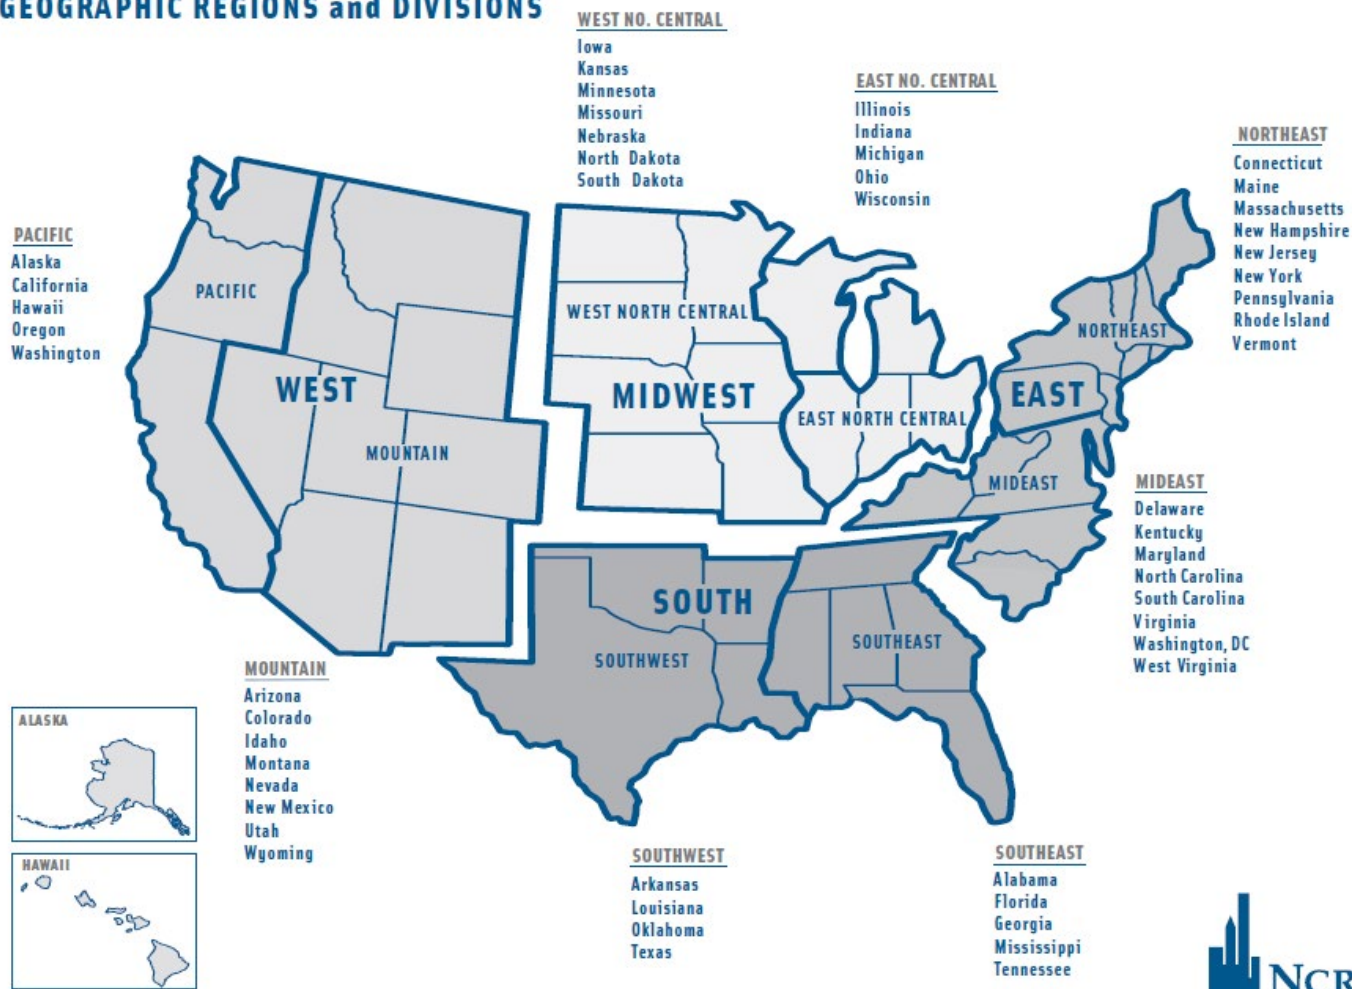 GEOGRAPHIC REGIONS and DIVISIONS
WEST NO. CENTRAL
Iowa
Kansas
Minnesota
Missouri
Nebraska
North Dakota
South Dakota
EAST NO. CENTRAL
Illinois
Indiana
Michigan
Ohio
Wisconsin
NORTHEAST
Connecticut
Maine
Massachusetts
New Hampshire
New Jersey
New York
Pennsylvania
Rhode Island
Vermont
PACIFIC
Alaska
California
Hawaii
Oregon
Washington
PACIFIC
WEST
MOUNTAIN
WEST NORTH CENTRAL
MIDWEST
EAST NORTH CENTRAL
NORTHEAST
EAST
MIDEAST
SOUTH
SOUTHWEST
SOUTHEAST
MIDEAST
Delaware
Kentucky
Maryland
North Carolina
South Carolina
Virginia
Washington, DC
West Virginia
MOUNTAIN
Arizona
Colorado
Idaho
Montana
Nevada
New Mexico
Utah
Wyoming
ALASKA
HAWAII
SOUTHWEST
Arkansas
Louisiana
Oklahoma
Texas
SOUTHEAST
Alabama
Florida
Georgia
Mississippi
Tennessee
NCR